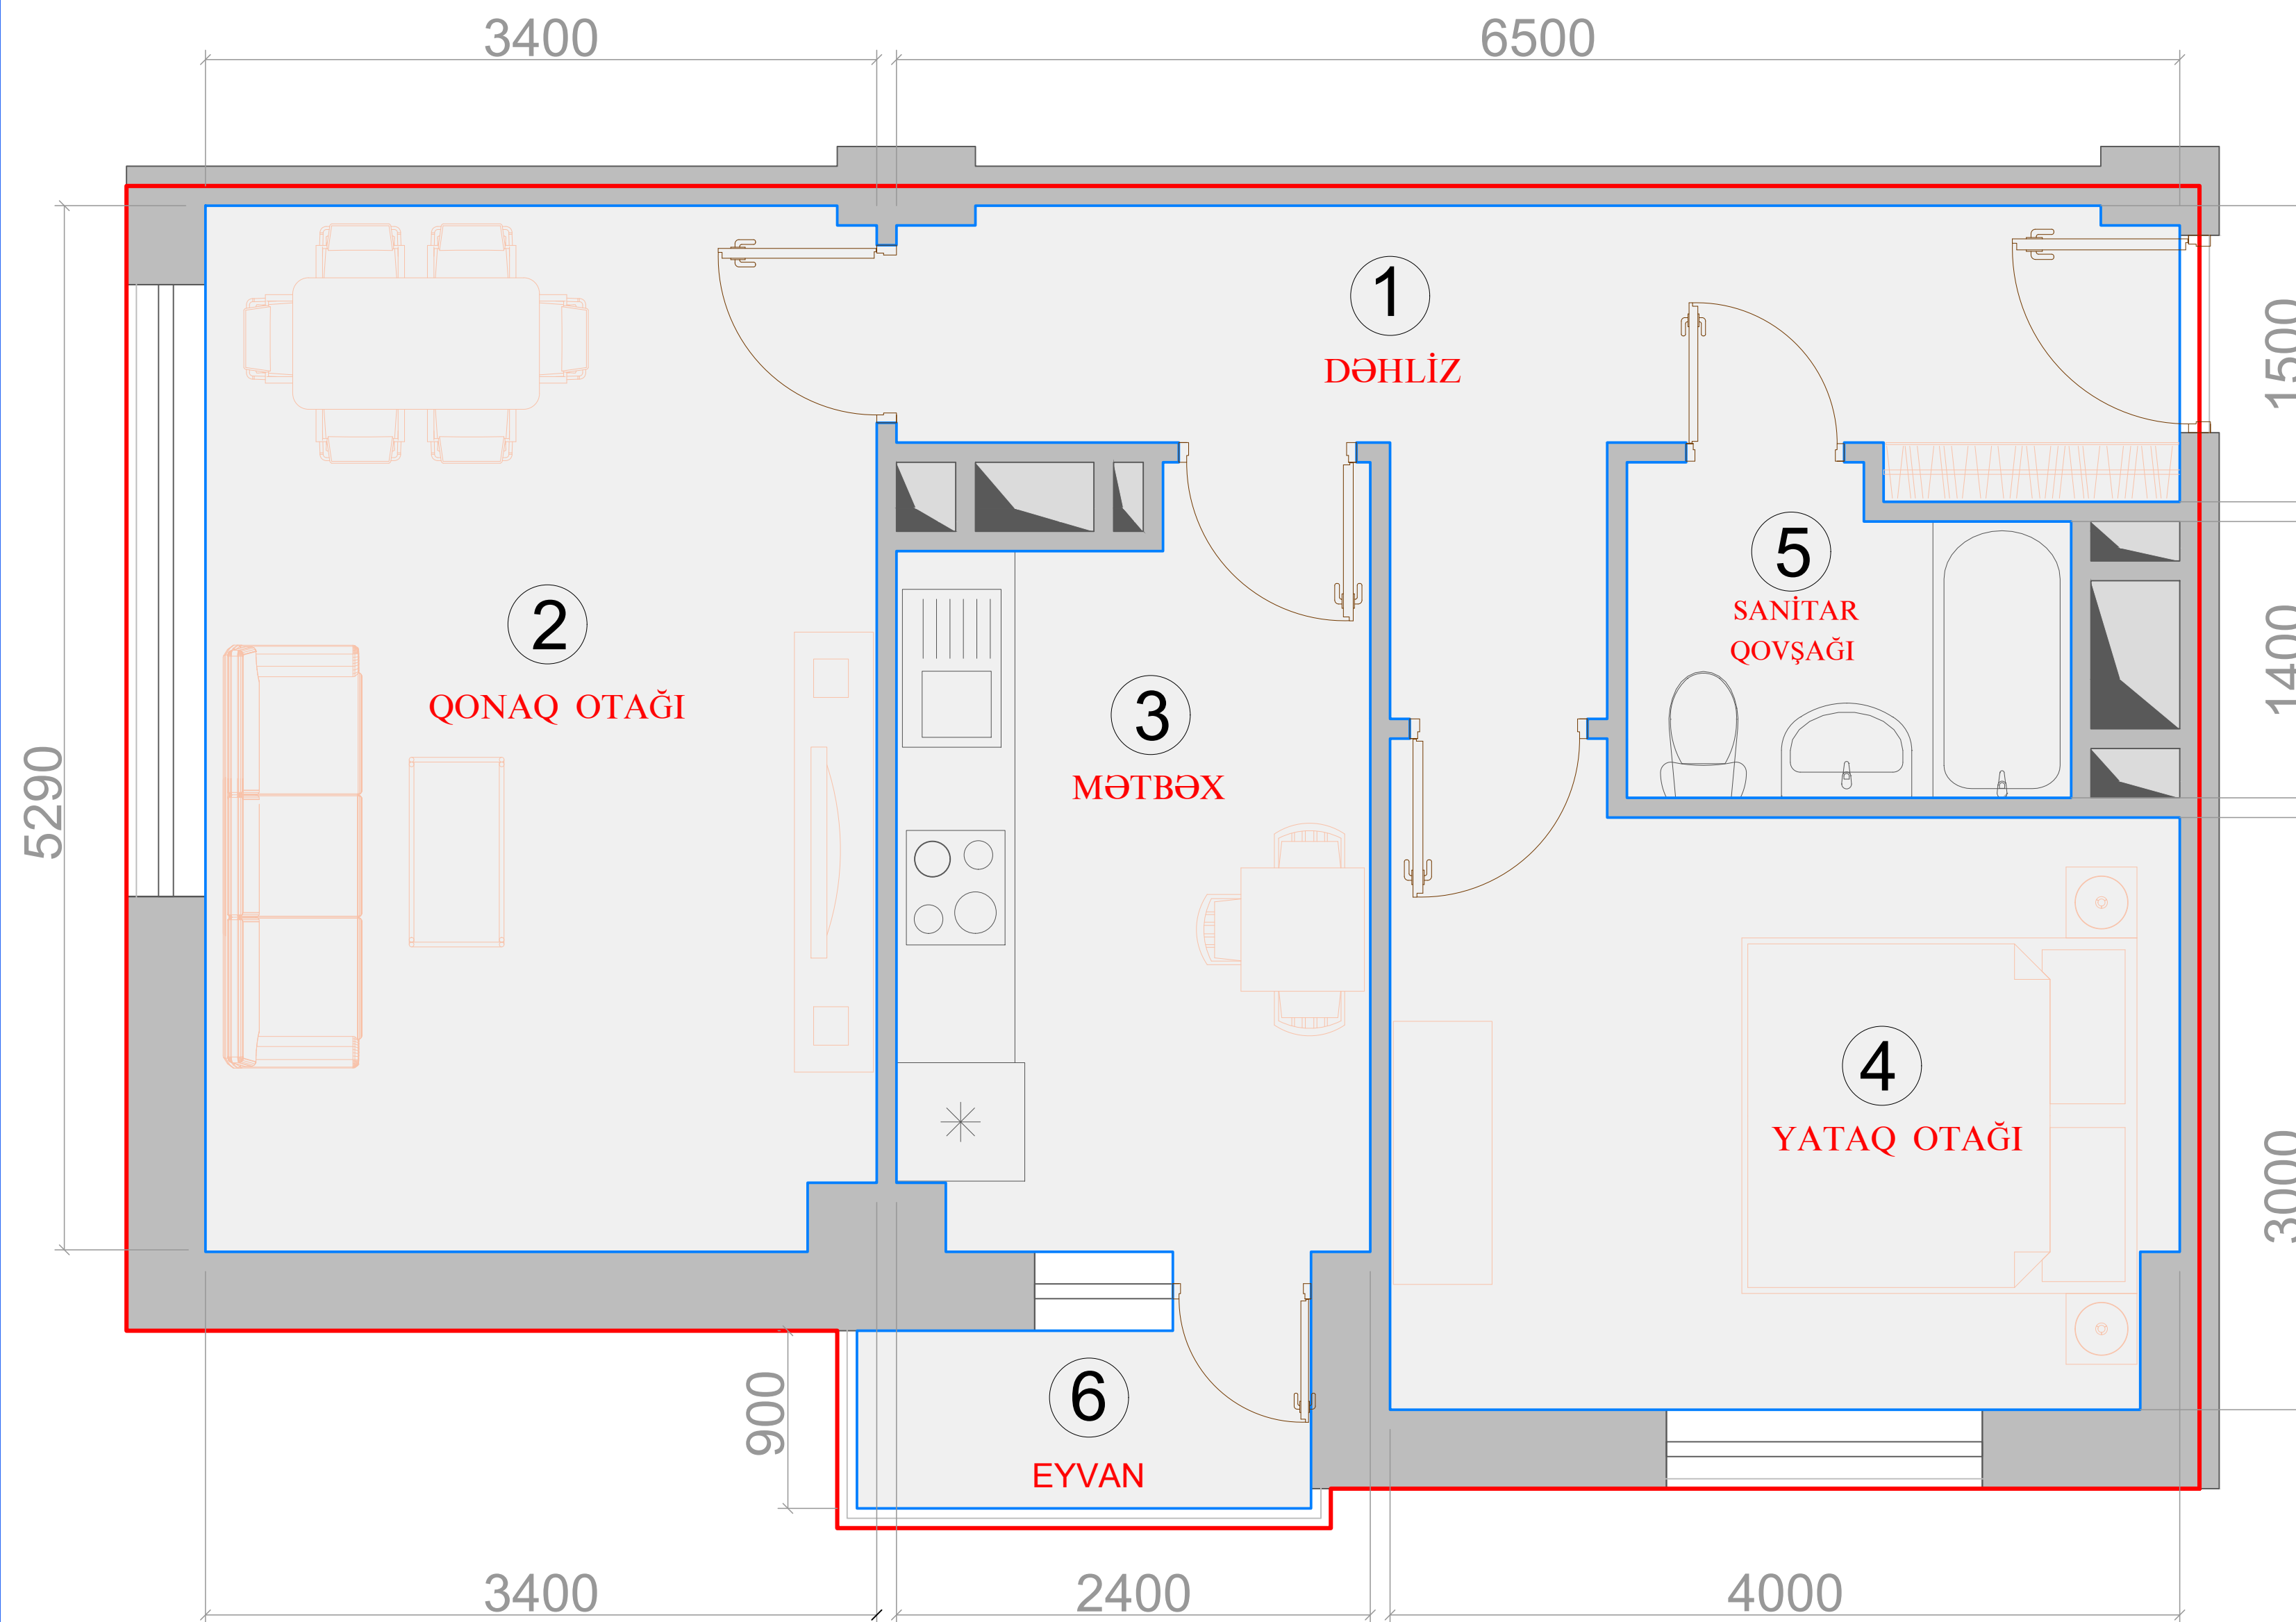 3400
6500
1
DƏHLİZ
1500
5
SANİTAR
QOVŞAĞI
2
QONAQ OTAĞI
3
MƏTBƏX
1400
5290
4
YATAQ OTAĞI
3000
6
EYVAN
900
3400
2400
4000